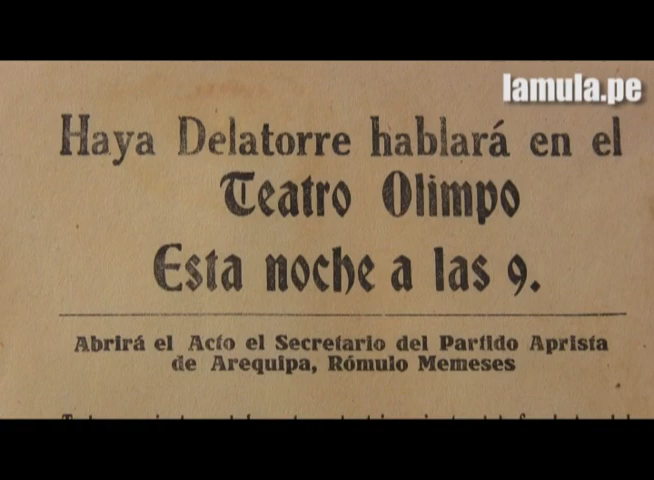 lamula.pe
Haya Delatorre hablará en el
Teatro Olimpo
Esta noche a las 9.
Abrirá el Acto el Secretario del Partido Aprista
de Arequipa, Rómulo Memeses